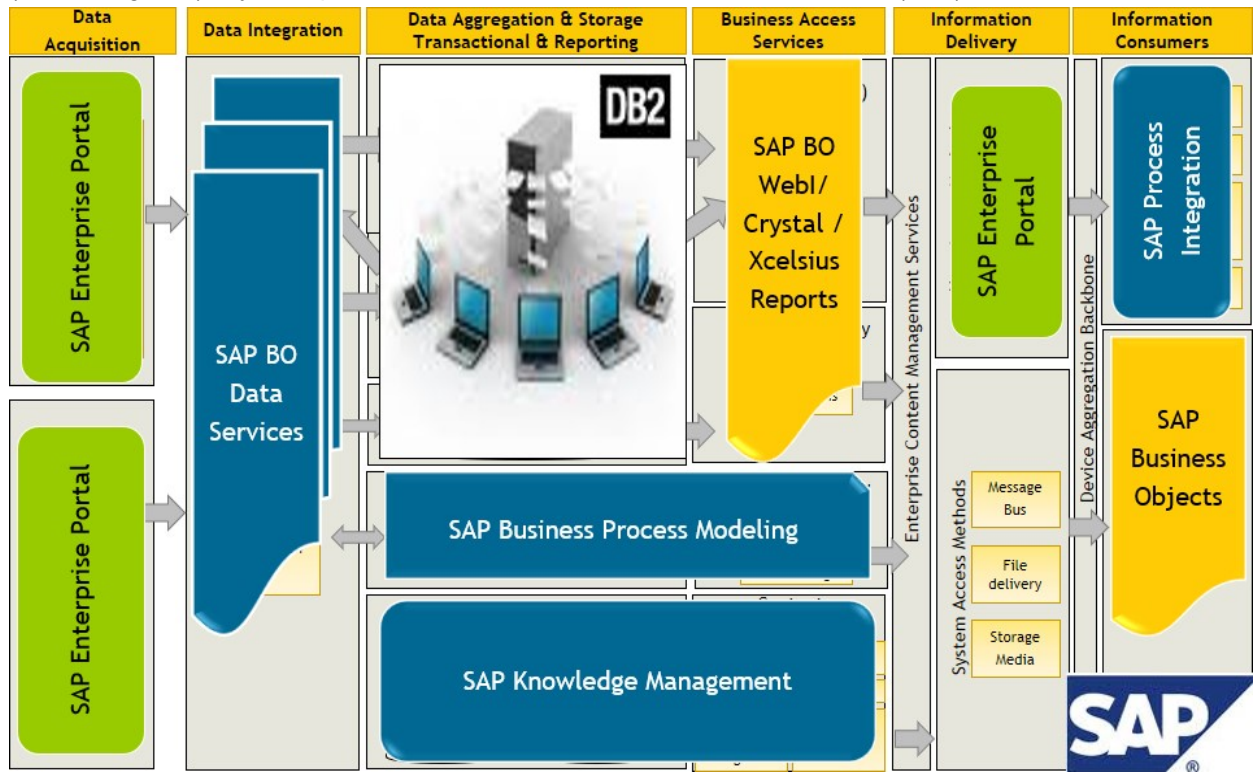 Data
Acquisition
Data Integration
Data Aggregation & Storage
Transactional & Reporting
Business Access
Services
Information
Delivery
Information
Consumers
SAP Enterprise Portal
SAP Enterprise Portal
SAP BO
Data
Services
DB2
)
SAP BO
WebI/
Crystal /
Xcelsius
Reports
y
s
SAP Business Process Modeling
SAP Knowledge Management
Enterprise Content Management Services
SAP Enterprise
Portal
System Access Methods
Message
Bus
File
delivery
Storage
Media
Device Aggregation Backbone
SAP Process
Integration
SAP
Business
Objects
SAP
®